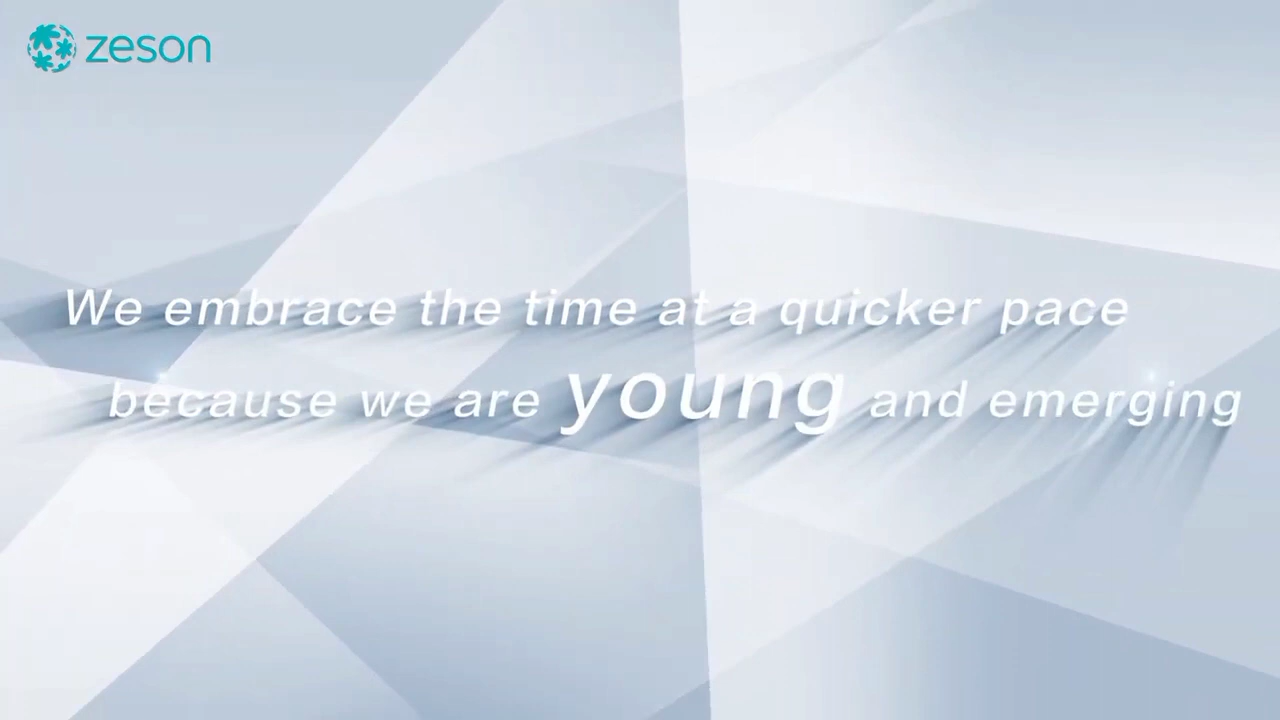 zeson
We embrace the time at a quicker pace
because we are young and emerging